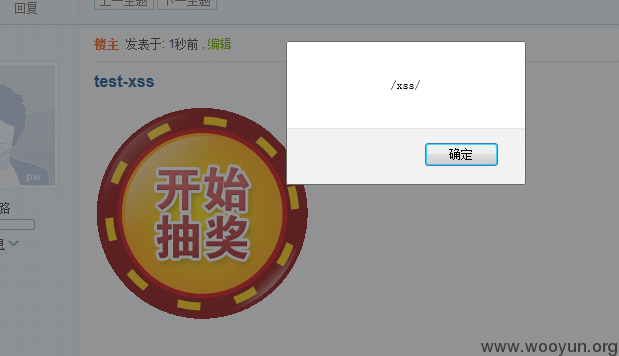 回复
上一主题 下一主题
楼主 发表于: 1秒前 , 编辑
test-xss
/xss/
确定
开始
抽奖
pw
路
息
www.wooyun.org